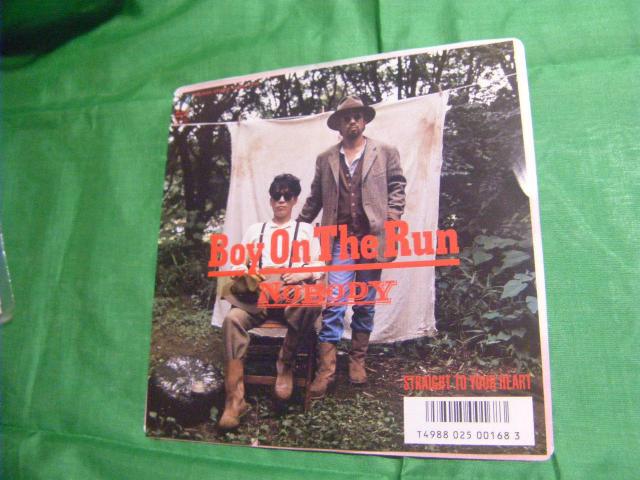 Boy On The Run
NOBODY
STRAIGHT TO YOUR HEART
T4988 025 00168 3